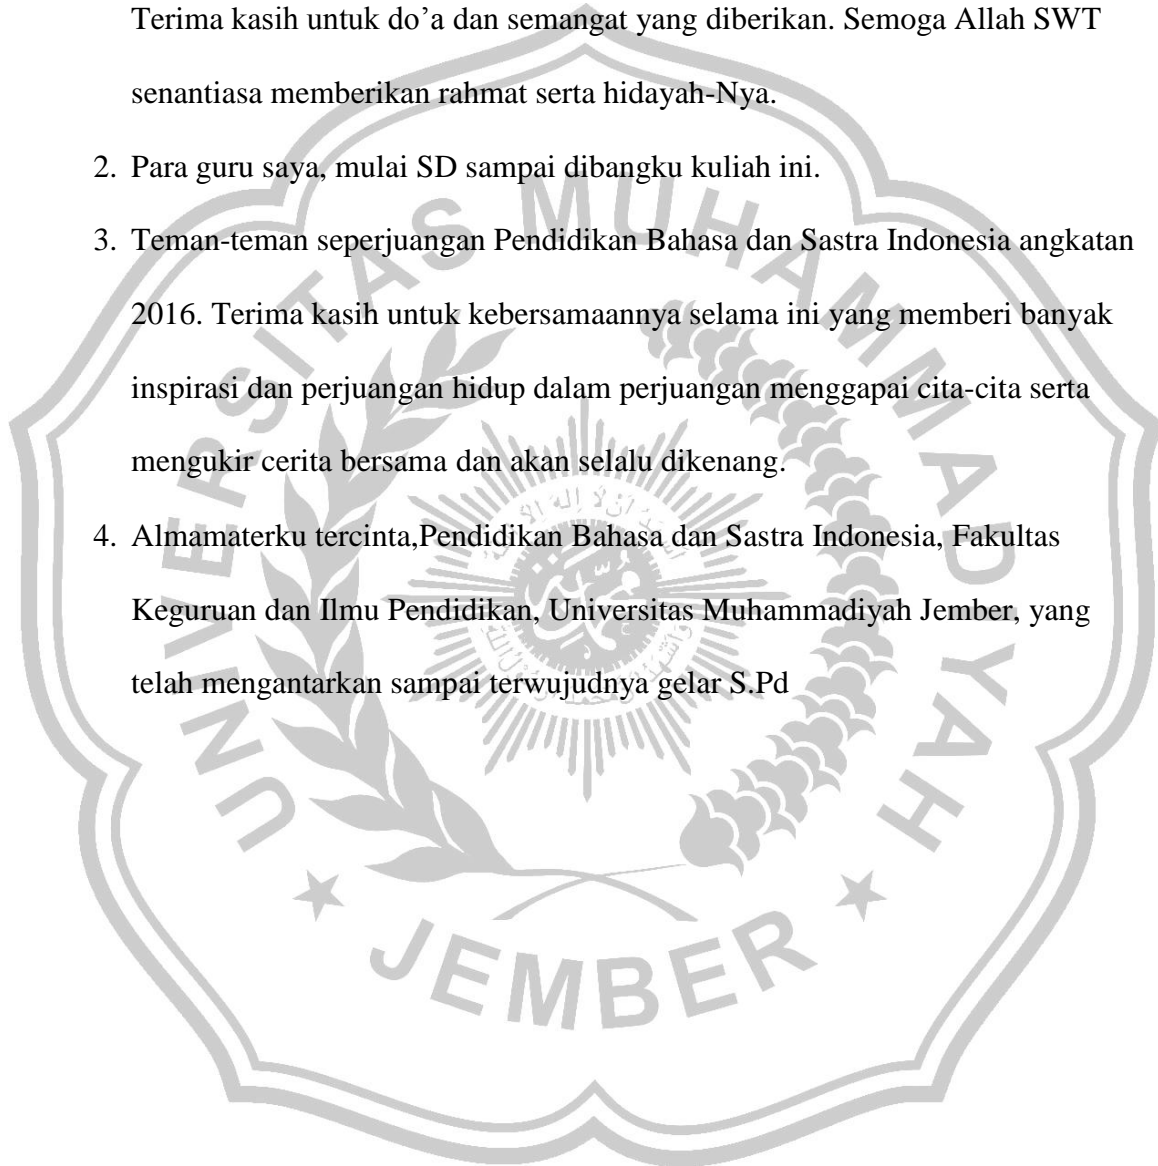 Terima kasih untuk do’a dan semangat yang diberikan. Semoga Allah SWT
senantiasa memberikan rahmat serta hidayah-Nya.
2. Para guru saya, mulai SD sampai dibangku kuliah ini.
3. Teman-teman seperjuangan Pendidikan Bahasa dan Sastra Indonesia angkatan
2016. Terima kasih untuk kebersamaannya selama ini yang memberi banyak
inspirasi dan perjuangan hidup dalam perjuangan menggapai cita-cita serta
mengukir cerita bersama dan akan selalu dikenang.
4. Almamaterku tercinta,Pendidikan Bahasa dan Sastra Indonesia, Fakultas
Keguruan dan Ilmu Pendidikan, Universitas Muhammadiyah Jember, yang
telah mengantarkan sampai terwujudnya gelar S.Pd
UNIVERSITAS MUHAMMADIYAH
JEMBER